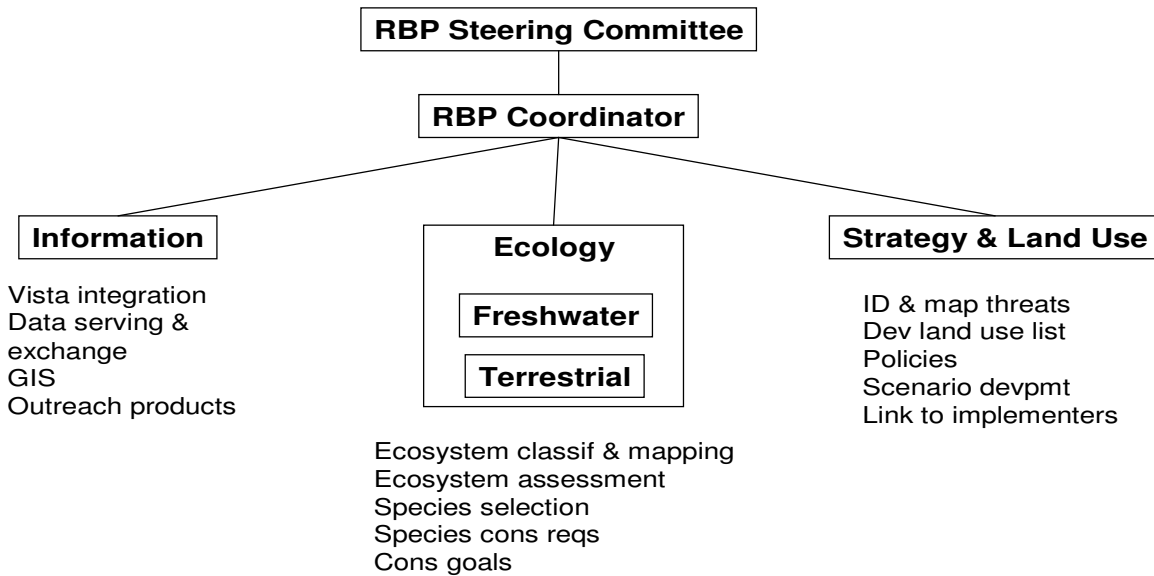 RBP Steering Committee
RBP Coordinator
Information
Vista integration
Data serving &
exchange
GIS
Outreach products
Ecology
Freshwater
Terrestrial
Ecosystem classif & mapping
Ecosystem assessment
Species selection
Species cons reqs
Cons goals
Strategy & Land Use
ID & map threats
Dev land use list
Policies
Scenario devpmt
Link to implementers